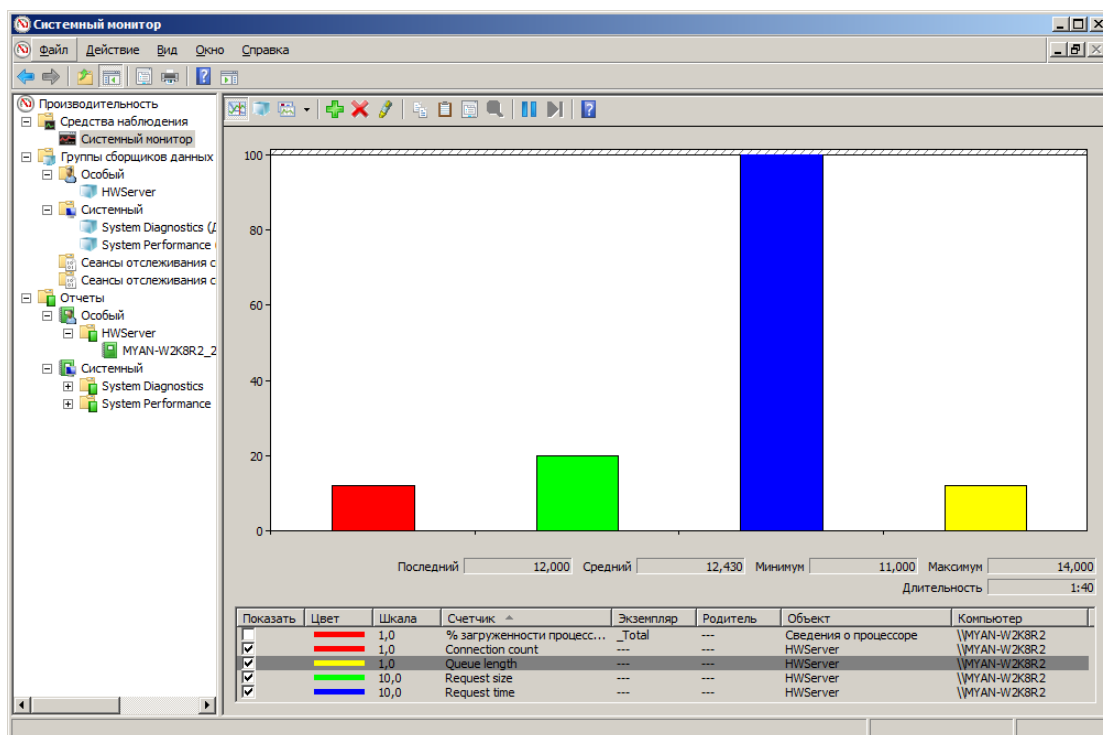 Системный монитор
Файл Действие Вид Окно Справка
Производительность
Средства наблюдения
Системный монитор
Группы сборщиков данных
Особый
HWServer
Системный
System Diagnostics (Д
System Performance
Сеансы отслеживания с
Сеансы отслеживания с
Отчеты
Особый
HWServer
MYAN-W2K8R2_2
Системный
System Diagnostics
System Performance
100
80
60
40
20
0
Последний 12,000 Средний 12,430 Минимум 11,000 Максимум 14,000
Длительность 1:40
Показать Цвет Шкала Счетчик Экземпляр Родитель Объект Компьютер
1,0 % загруженности процесс... _Total --- Сведения о процессоре \\MYAN-W2K8R2
1,0 Connection count --- --- HWServer \\MYAN-W2K8R2
1,0 Queue length --- --- HWServer \\MYAN-W2K8R2
10,0 Request size --- --- HWServer \\MYAN-W2K8R2
10,0 Request time --- --- HWServer \\MYAN-W2K8R2